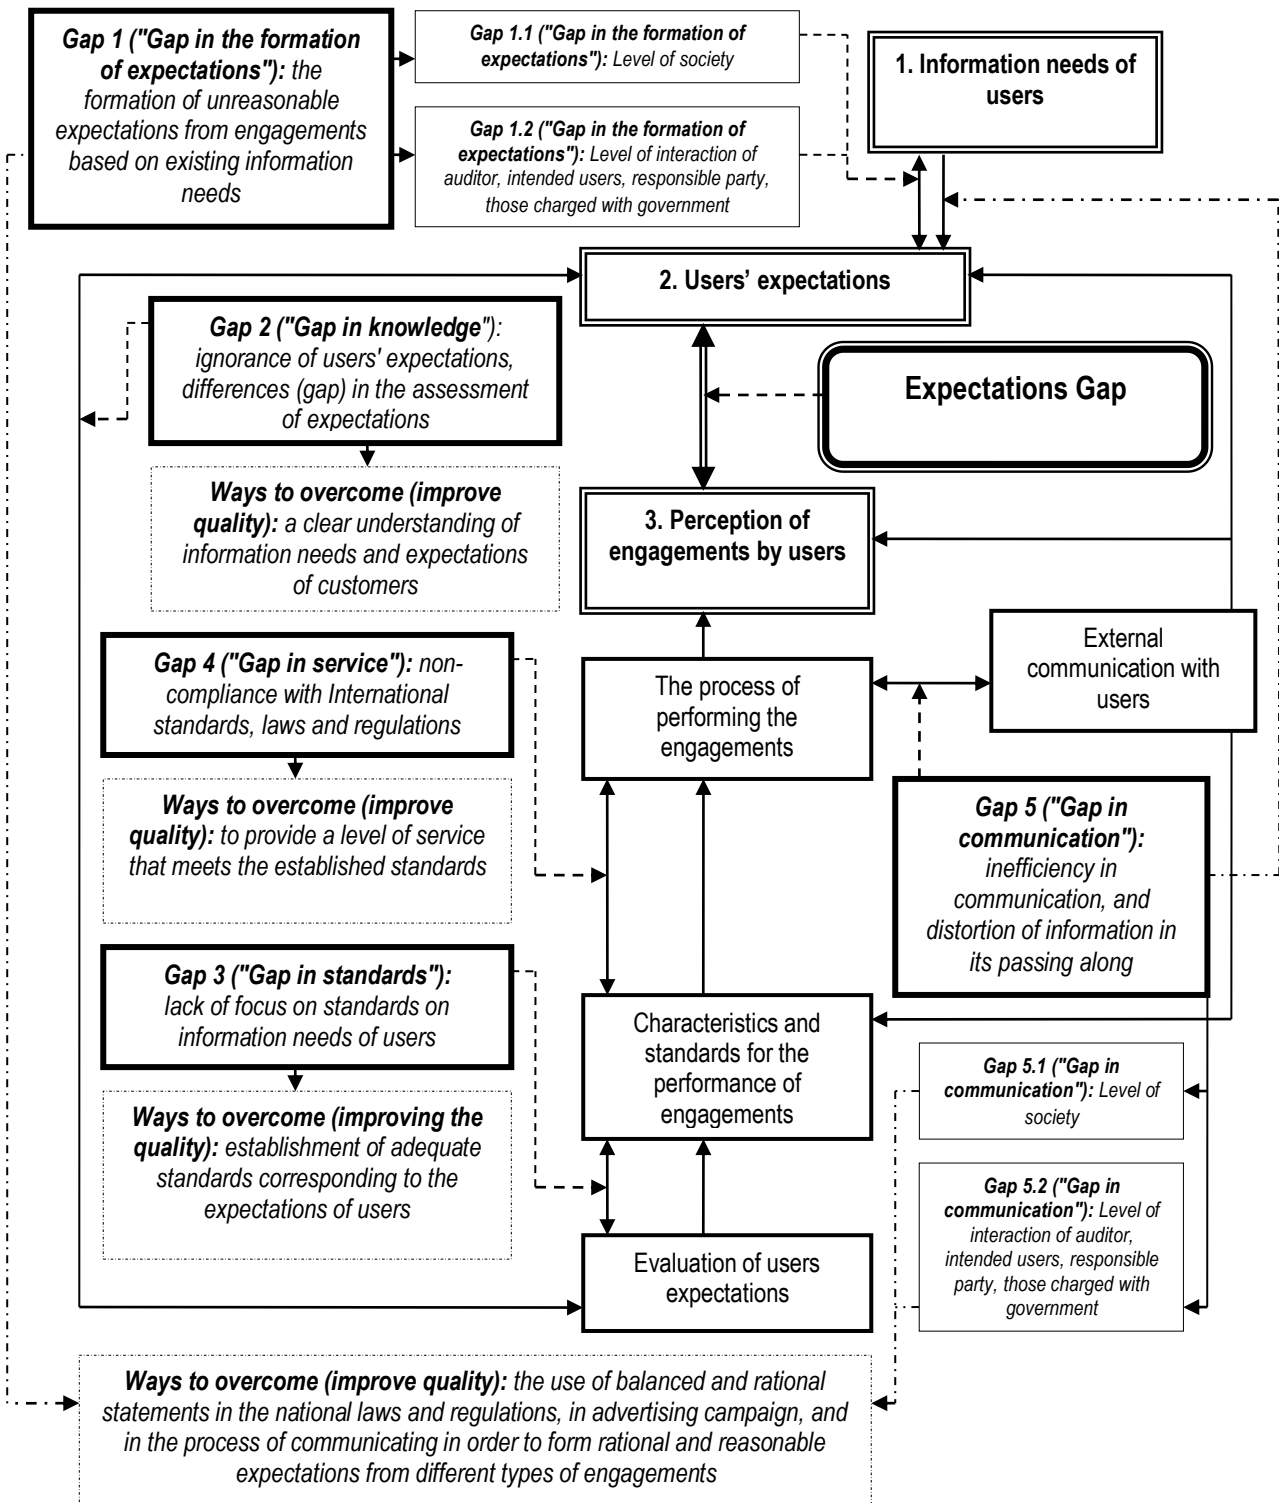 Gap 1 ("Gap in the formation
of expectations"): the
formation of unreasonable
expectations from engagements
based on existing information
needs
Gap 1.1 ("Gap in the formation of
expectations"): Level of society
Gap 1.2 ("Gap in the formation of
expectations"): Level of interaction of
auditor, intended users, responsible party,
those charged with government
1. Information needs of
users
2. Users' expectations
Gap 2 ("Gap in knowledge"):
ignorance of users' expectations,
differences (gap) in the assessment
of expectations
Expectations Gap
Ways to overcome (improve
quality): a clear understanding of
information needs and expectations
of customers
3. Perception of
engagements by users
Gap 4 ("Gap in service"): non-
compliance with International
standards, laws and regulations
The process of
performing the
engagements
External
communication with
users
Ways to overcome (improve
quality): to provide a level of service
that meets the established standards
Gap 5 ("Gap in
communication"):
inefficiency in
communication, and
distortion of information in
its passing along
Gap 3 ("Gap in standards"):
lack of focus on standards on
information needs of users
Characteristics and
standards for the
performance of
engagements
Gap 5.1 ("Gap in
communication"): Level of
society
Ways to overcome (improving the
quality): establishment of adequate
standards corresponding to the
expectations of users
Gap 5.2 ("Gap in
communication"): Level of
interaction of auditor,
intended users, responsible
party, those charged with
government
Evaluation of users
expectations
Ways to overcome (improve quality): the use of balanced and rational
statements in the national laws and regulations, in advertising campaign, and
in the process of communicating in order to form rational and reasonable
expectations from different types of engagements